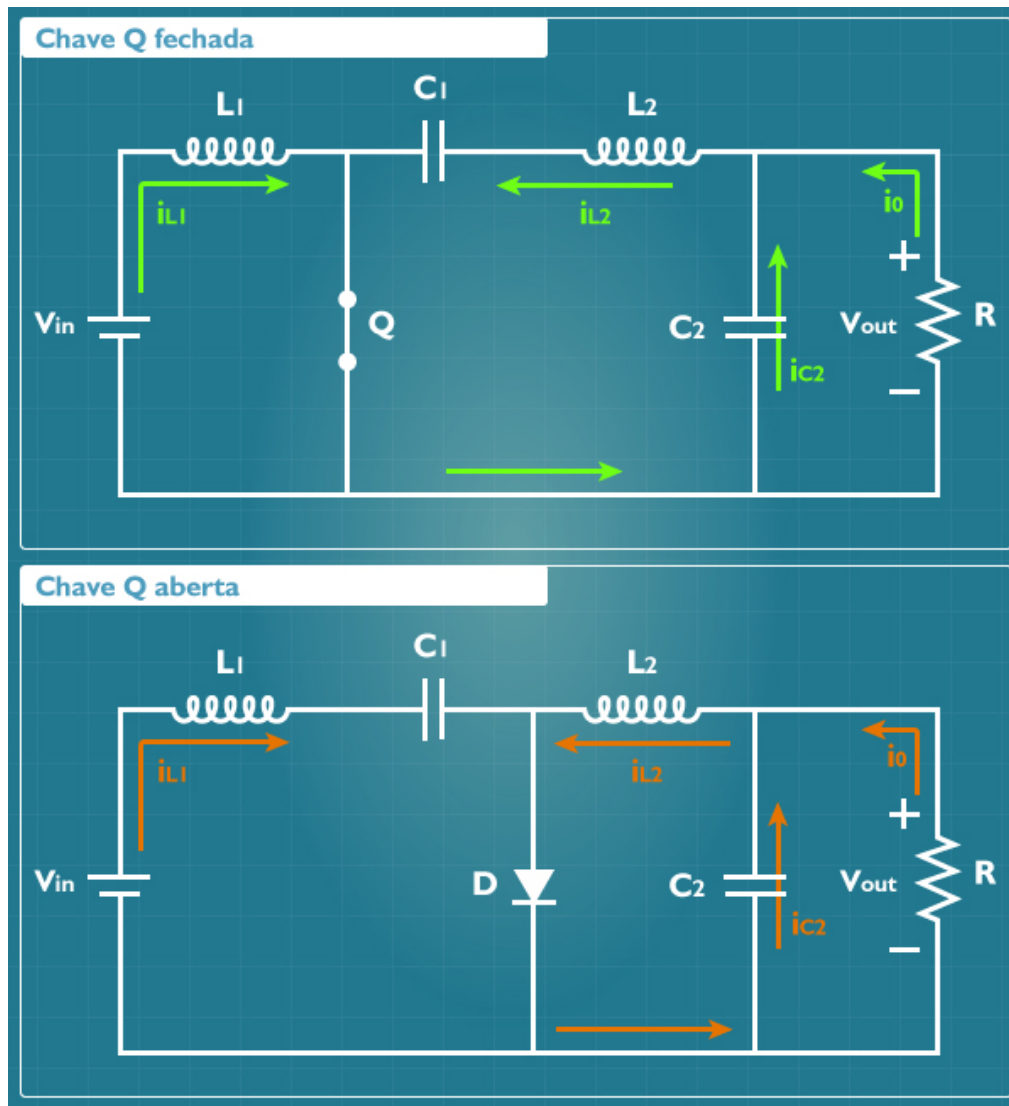 Chave Q fechada
C1
L1
L2
iL1
iL2
i0
+
Vin
Q
C2
Vout
R
iC2
−
Chave Q aberta
C1
L1
L2
iL1
iL2
i0
+
Vin
D
C2
Vout
R
iC2
−